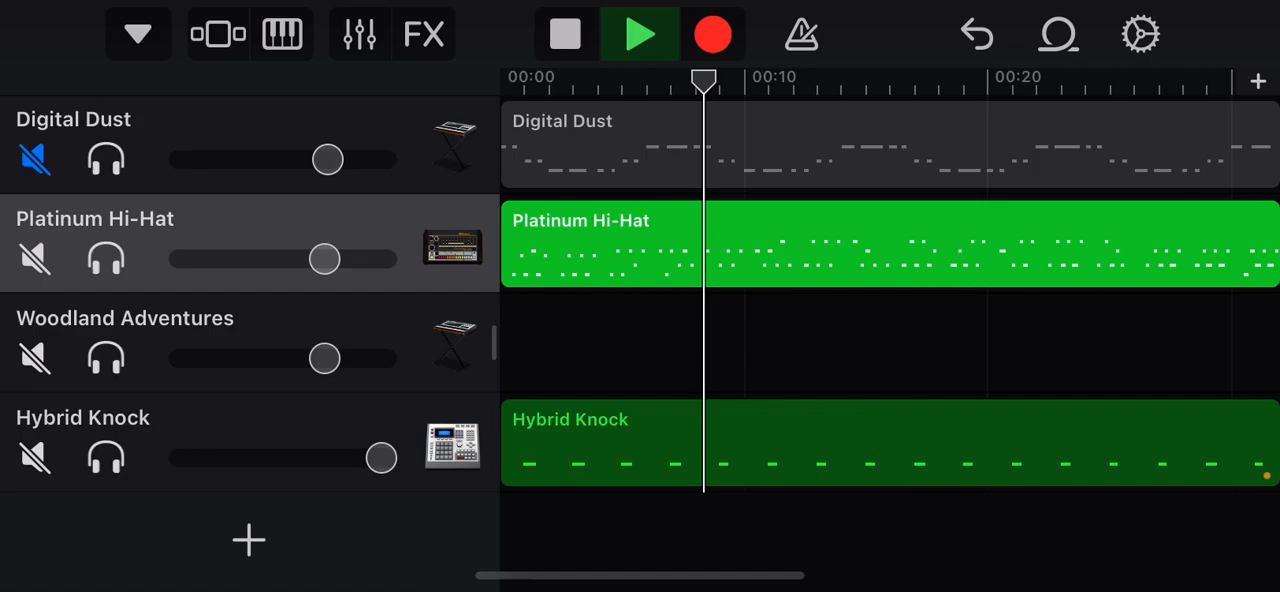 FX
00:00
00:10
00:20
Digital Dust
Digital Dust
Platinum Hi-Hat
Platinum Hi-Hat
Woodland Adventures
Hybrid Knock
Hybrid Knock